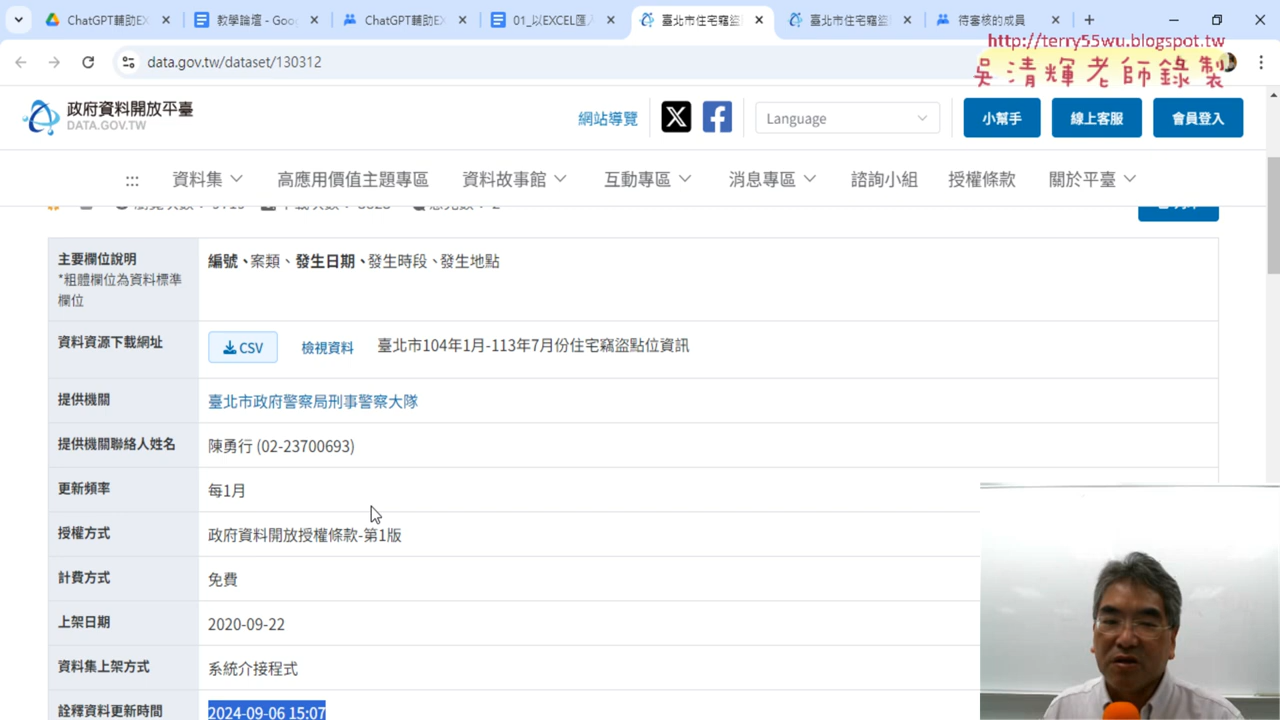 ChatGPT輔助EX
教學論壇 - Goo
ChatGPT輔助EX
01_以EXCEL匯入
臺北市住宅竊盜
臺北市住宅竊盜
待審核的成員
http://terry55wu.blogspot.tw
吳清輝老師錄製
data.gov.tw/dataset/130312
政府資料開放平臺
DATA.GOV.TW
網站導覽
Language
小幫手
線上客服
會員登入
:::
資料集
高應用價值主題專區
資料故事館
互動專區
消息專區
諮詢小組
授權條款
關於平臺
主要欄位說明
*粗體欄位為資料標準
欄位
編號、案類、發生日期、發生時段、發生地點
資料資源下載網址
CSV
檢視資料
臺北市104年1月-113年7月份住宅竊盜點位資訊
提供機關
臺北市政府警察局刑事警察大隊
提供機關聯絡人姓名
陳勇行 (02-23700693)
更新頻率
每1月
授權方式
政府資料開放授權條款-第1版
計費方式
免費
上架日期
2020-09-22
資料集上架方式
系統介接程式
詮釋資料更新時間
2024-09-06 15:07